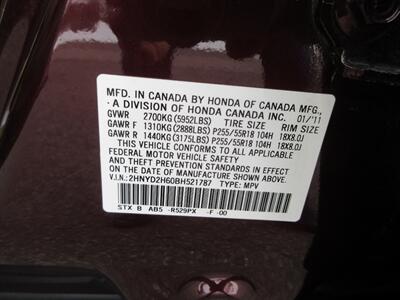 MFD. IN CANADA BY HONDA OF CANADA MFG.,
A DIVISION OF HONDA CANADA INC. 01/'11
GVWR 2700KG(5952LBS) TIRE SIZE RIM SIZE
GAWR F 1310KG(2888LBS) P255/55R18 104H 18X8.0J
GAWR R 1440KG(3175LBS) P255/55R18 104H 18X8.0J
THIS VEHICLE CONFORMS TO ALL APPLICABLE
FEDERAL MOTOR VEHICLE SAFETY, BUMPER,
AND THEFT PREVENTION STANDARDS IN EFFECT
ON THE DATE OF MANUFACTURE SHOWN ABOVE.
V.I.N.: 2HNYD2H60BH521787 TYPE: MPV
STX B AB5 -R529PX -F -00